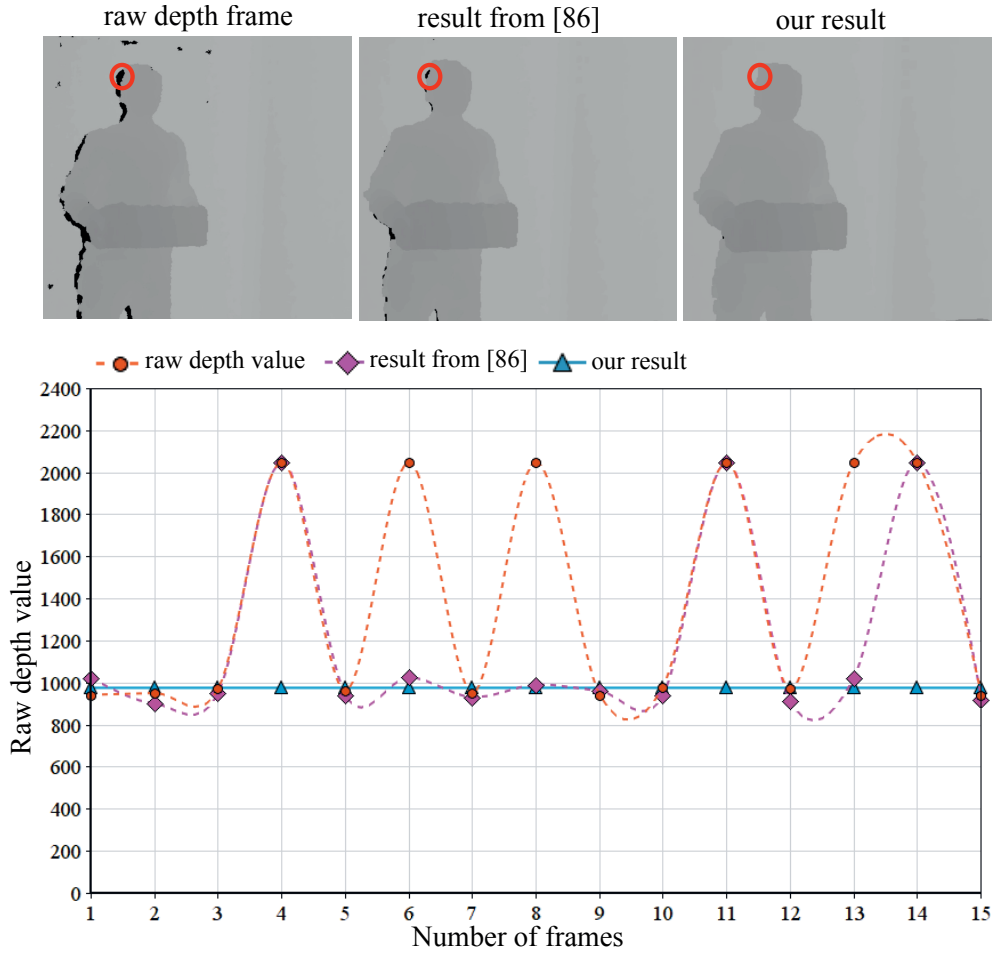 raw depth frame result from [86] our result
raw depth value result from [86] our result
2400
2200
2000
1800
1600
1400
1200
1000
800
600
400
200
0
Raw depth value
1 2 3 4 5 6 7 8 9 10 11 12 13 14 15
Number of frames